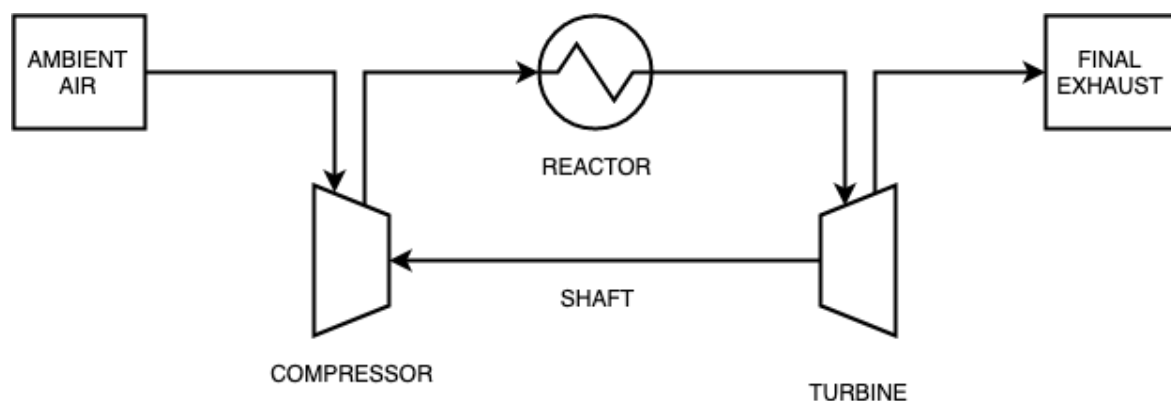 AMBIENT
AIR
FINAL
EXHAUST
REACTOR
SHAFT
COMPRESSOR
TURBINE